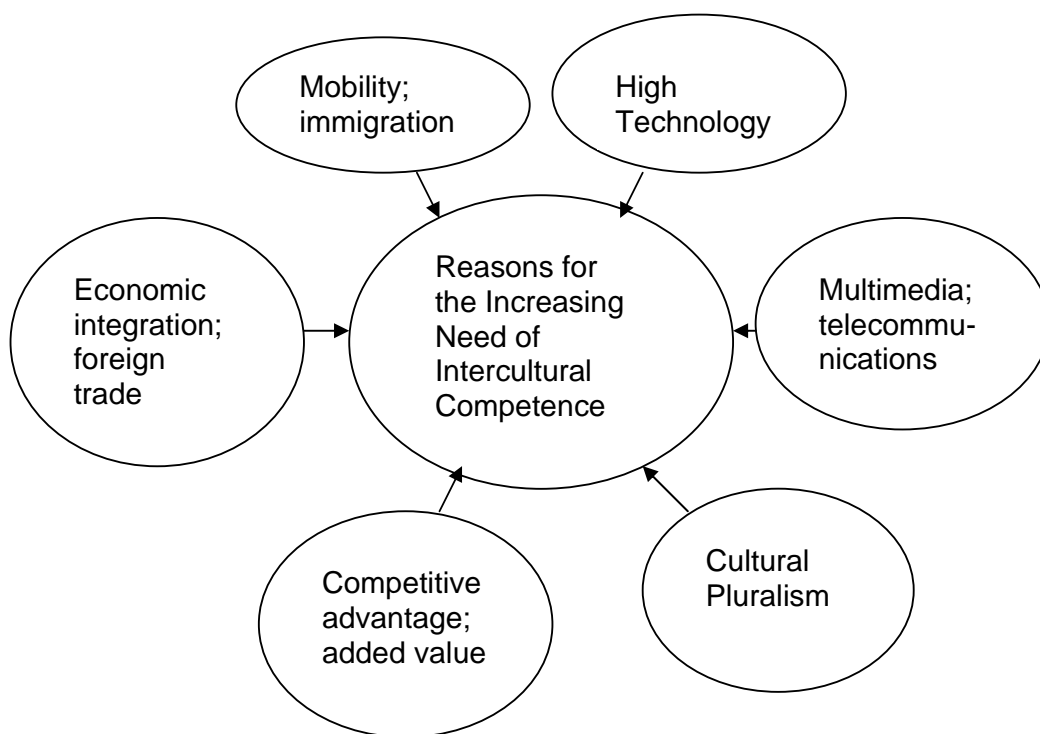 Mobility;
immigration
High
Technology
Economic
integration;
foreign
trade
Reasons for
the Increasing
Need of
Intercultural
Competence
Multimedia;
telecommu-
nications
Competitive
advantage;
added value
Cultural
Pluralism